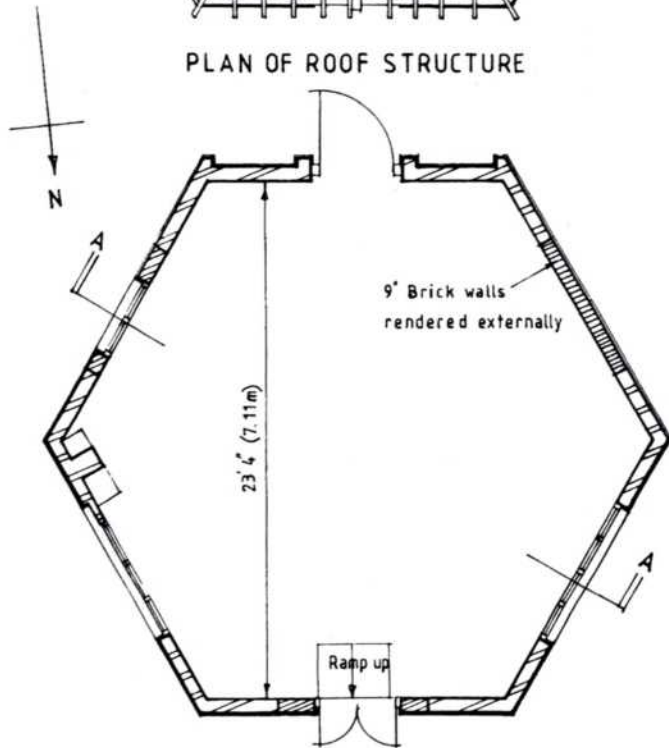 PLAN OF ROOF STRUCTURE
N
A
9" Brick walls
rendered externally
23' 4" (7.11m)
A
Ramp up